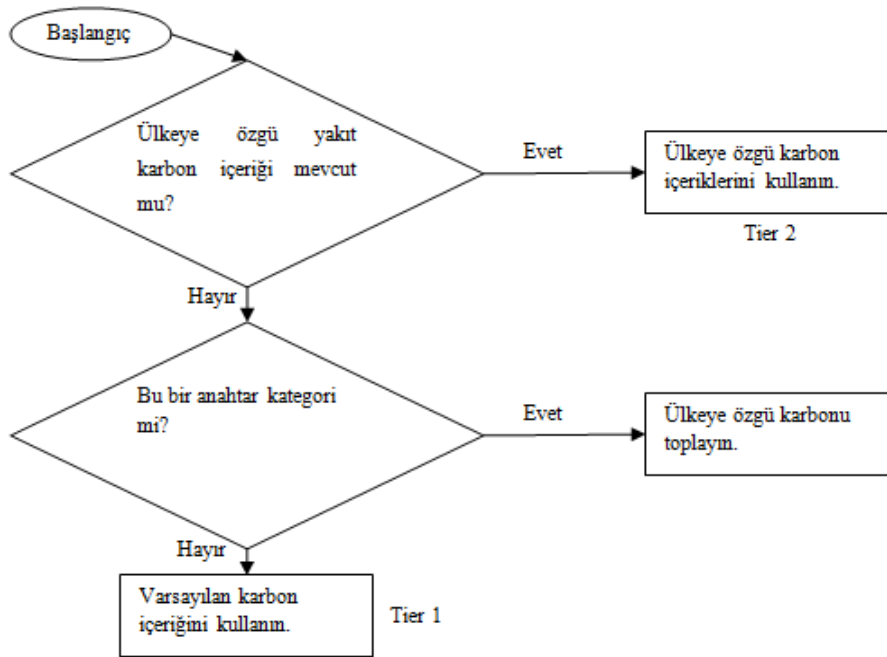 Başlangıç
Ülkeye özgü yakıt
karbon içeriği mevcut
mu?
Evet
Ülkeye özgü karbon
içeriklerini kullanın.
Tier 2
Hayır
Bu bir anahtar kategori
mi?
Evet
Ülkeye özgü karbonu
toplayın.
Hayır
Varsayılan karbon
içeriğini kullanın.
Tier 1